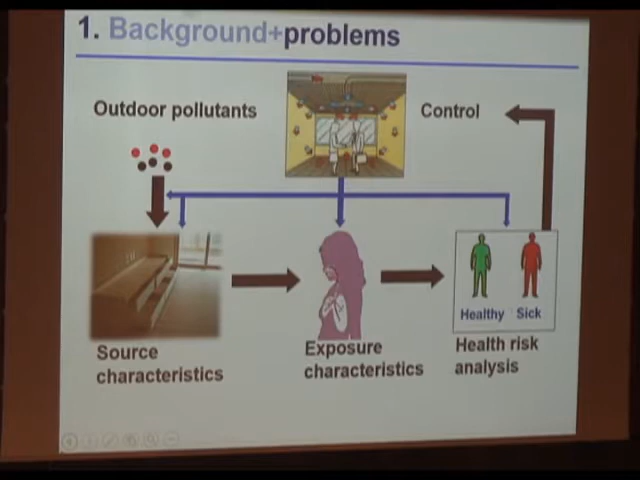 1. Background+problems
Outdoor pollutants
Control
Healthy Sick
Source
characteristics
Exposure
characteristics
Health risk
analysis